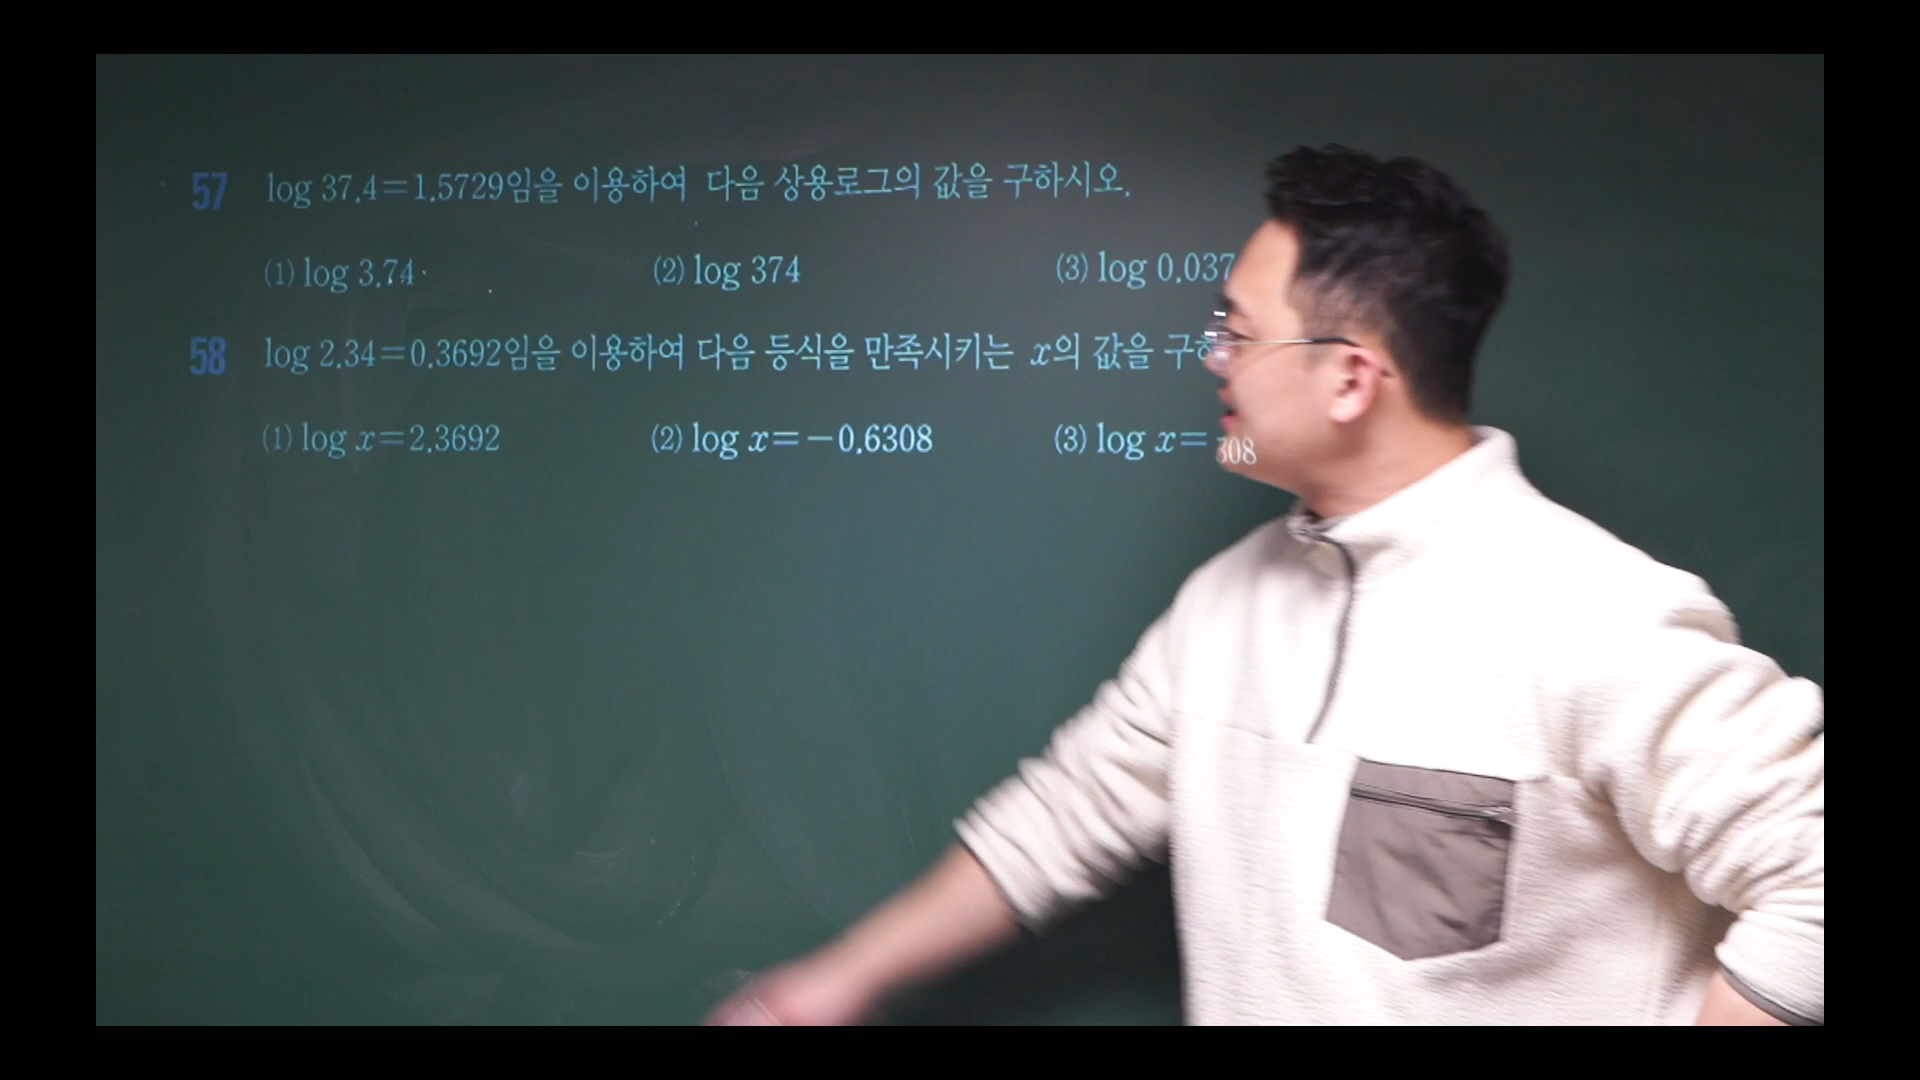 57 log 37.4=1.5729임을 이용하여 다음 상용로그의 값을 구하시오.
(1) log 3.74 (2) log 374 (3) log 0.037
58 log 2.34=0.3692임을 이용하여 다음 등식을 만족시키는 x의 값을
(1) log x=2.3692 (2) log x=−0.6308 (3) log x= 308